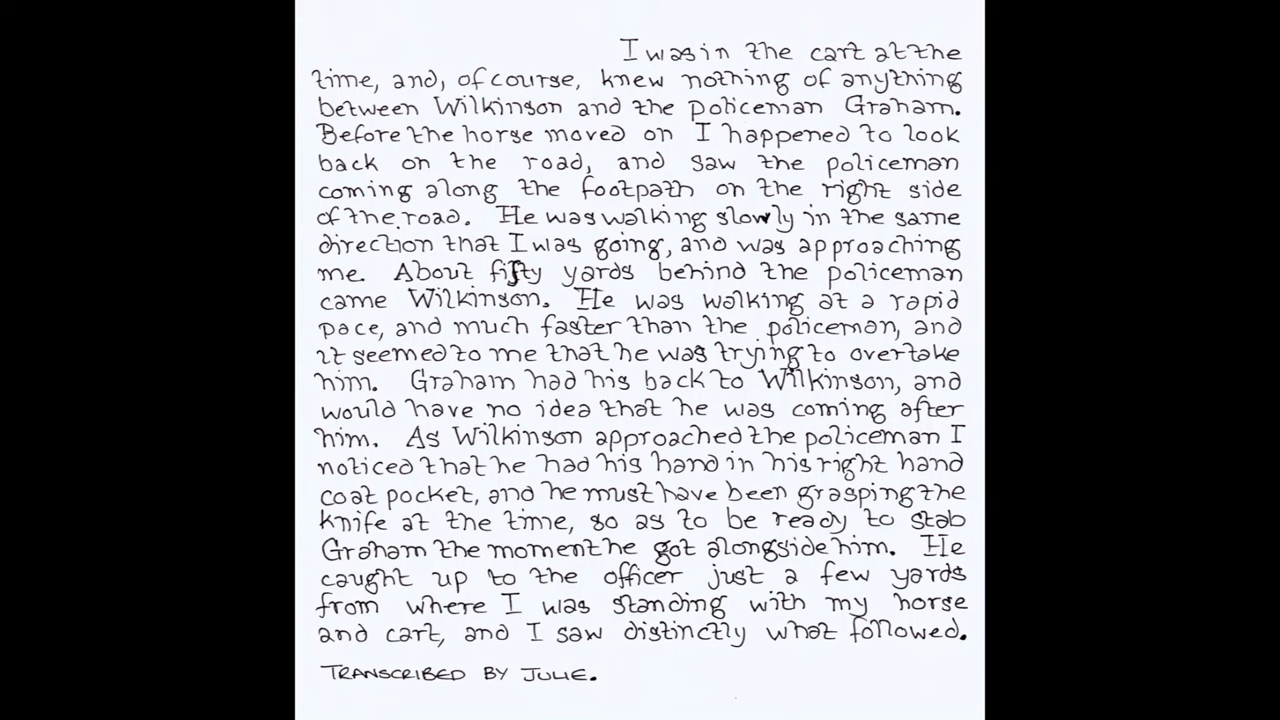 I was in the cart at the
time, and, of course, knew nothing of anything
between Wilkinson and the policeman Graham.
Before the horse moved on I happened to look
back on the road, and saw the policeman
coming along the footpath on the right side
of the road. He was walking slowly in the same
direction that I was going, and was approaching
me. About fifty yards behind the policeman
came Wilkinson. He was walking at a rapid
pace, and much faster than the policeman, and
it seemed to me that he was trying to overtake
him. Graham had his back to Wilkinson, and
would have no idea that he was coming after
him. As Wilkinson approached the policeman I
noticed that he had his hand in his right hand
coat pocket, and he must have been grasping the
knife at the time, so as to be ready to stab
Graham the moment he got alongside him. He
caught up to the officer just a few yards
from where I was standing with my horse
and cart, and I saw distinctly what followed.
TRANSCRIBED BY JULIE.